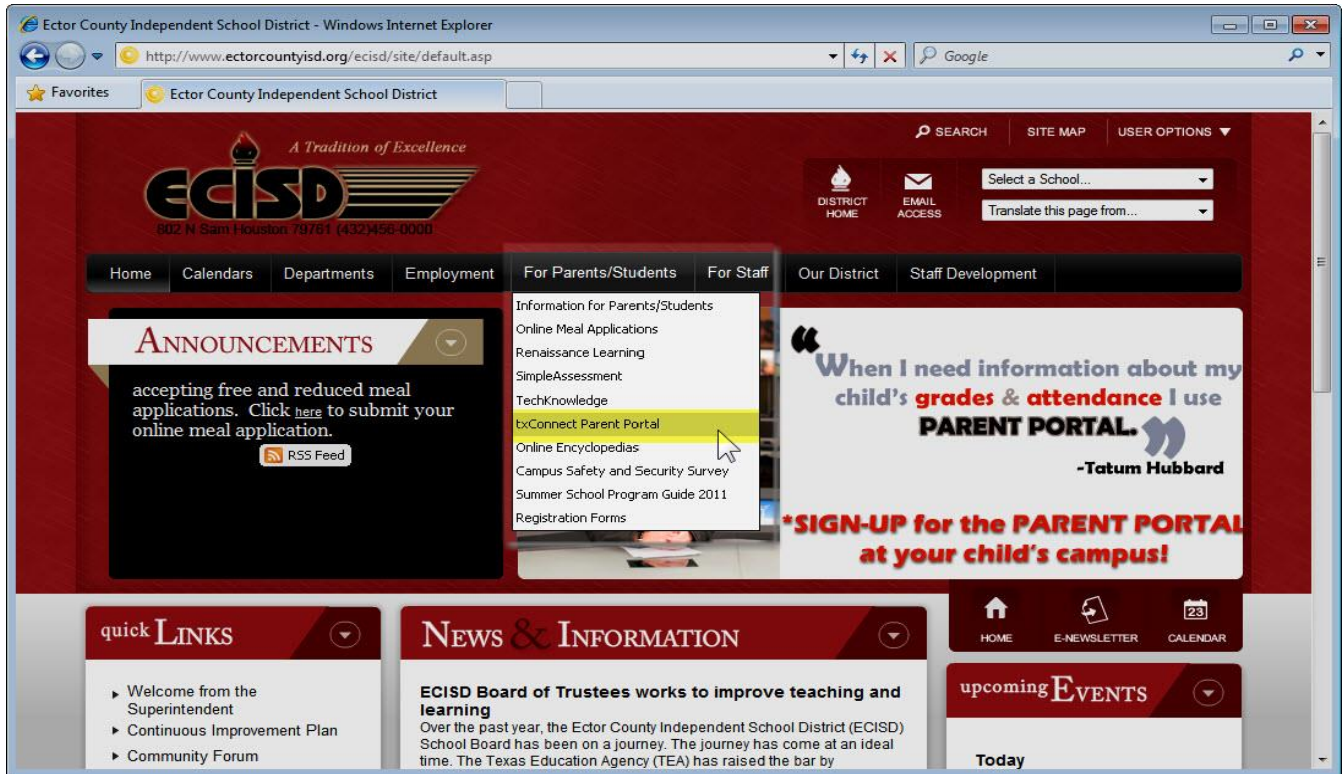 Ector County Independent School District - Windows Internet Explorer
http://www.ectorcountyisd.org/ecisd/site/default.asp
Google
Favorites
Ector County Independent School District
SEARCH
SITE MAP
USER OPTIONS
A Tradition of Excellence
ECISD
802 N Sam Houston 79761 (432)456-0000
DISTRICT
HOME
EMAIL
ACCESS
Select a School...
Translate this page from...
Home
Calendars
Departments
Employment
For Parents/Students
For Staff
Our District
Staff Development
Information for Parents/Students
Online Meal Applications
Renaissance Learning
SimpleAssessment
TechKnowledge
txConnect Parent Portal
Online Encyclopedias
Campus Safety and Security Survey
Summer School Program Guide 2011
Registration Forms
ANNOUNCEMENTS
accepting free and reduced meal
applications. Click here to submit your
online meal application.
RSS Feed
“When I need information about my
child's grades & attendance I use
PARENT PORTAL.”
-Tatum Hubbard
*SIGN-UP for the PARENT PORTAL
at your child's campus!
HOME
E-NEWSLETTER
23
CALENDAR
quick LINKS
Welcome from the
Superintendent
Continuous Improvement Plan
Community Forum
NEWS & INFORMATION
ECISD Board of Trustees works to improve teaching and
learning
Over the past year, the Ector County Independent School District (ECISD)
School Board has been on a journey. The journey has come at an ideal
time. The Texas Education Agency (TEA) has raised the bar by
upcoming EVENTS
Today